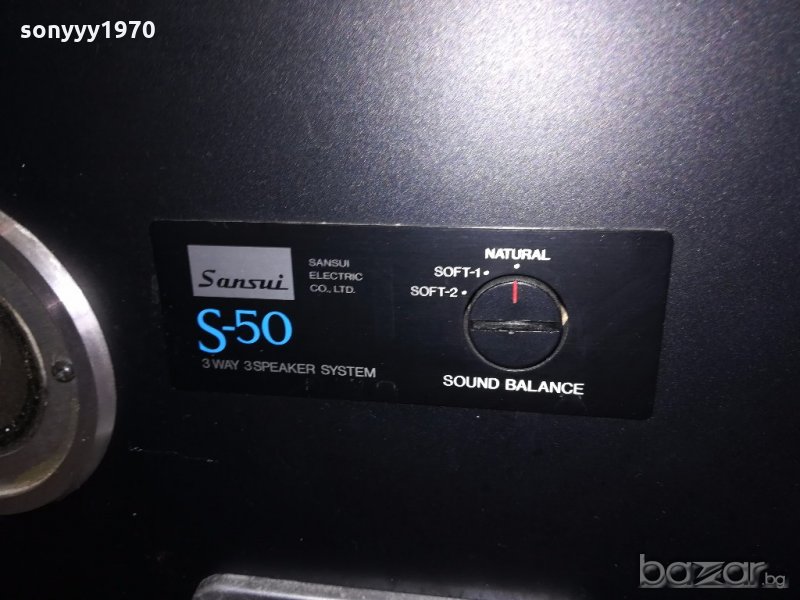 sonyyy1970
Sansui
SANSUI
ELECTRIC
CO., LTD.
S-50
3 WAY 3 SPEAKER SYSTEM
NATURAL
SOFT-1
SOFT-2
SOUND BALANCE
bazar.bg